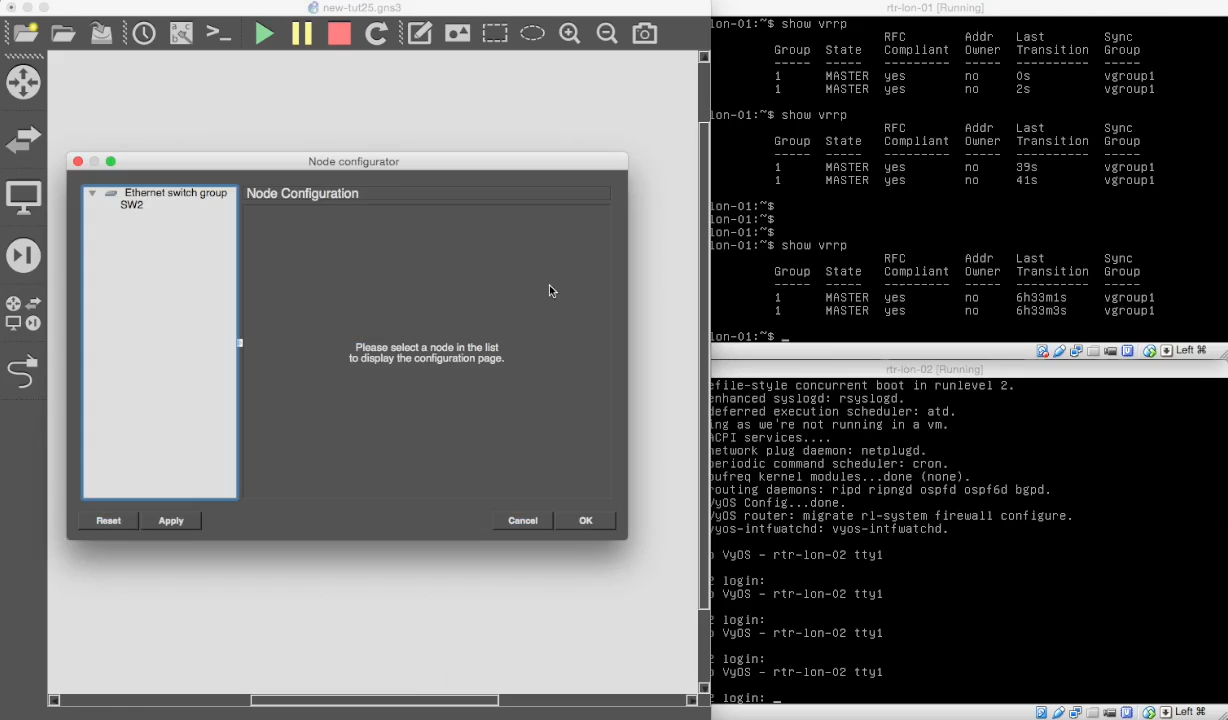 new-tut25.gns3
Node configurator
Ethernet switch group
SW2
Node Configuration
Please select a node in the list
to display the configuration page.
Reset
Apply
Cancel
OK
rtr-lon-01 [Running]
lon-01:~$ show vrrp
RFC Addr Last Sync
Group State Compliant Owner Transition Group
----- ----- --------- ----- ---------- -----
1 MASTER yes no 0s vgroup1
1 MASTER yes no 2s vgroup1
lon-01:~$ show vrrp
RFC Addr Last Sync
Group State Compliant Owner Transition Group
----- ----- --------- ----- ---------- -----
1 MASTER yes no 39s vgroup1
1 MASTER yes no 41s vgroup1
lon-01:~$
lon-01:~$
lon-01:~$
lon-01:~$ show vrrp
RFC Addr Last Sync
Group State Compliant Owner Transition Group
----- ----- --------- ----- ---------- -----
1 MASTER yes no 6h33m1s vgroup1
1 MASTER yes no 6h33m3s vgroup1
lon-01:~$ _
Left ⌘
rtr-lon-02 [Running]
efile-style concurrent boot in runlevel 2.
enhanced syslogd: rsyslogd.
deferred execution scheduler: atd.
ing as we're not running in a vm.
ACPI services....
network plug daemon: netplugd.
periodic command scheduler: cron.
pufreq kernel modules...done (none).
routing daemons: ripd ripngd ospfd ospf6d bgpd.
VyOS Config...done.
VyOS router: migrate rl-system firewall configure.
vyos-intfwatchd: vyos-intfwatchd.
VyOS - rtr-lon-02 tty1
2 login:
VyOS - rtr-lon-02 tty1
2 login:
VyOS - rtr-lon-02 tty1
2 login:
VyOS - rtr-lon-02 tty1
2 login: _
Left ⌘